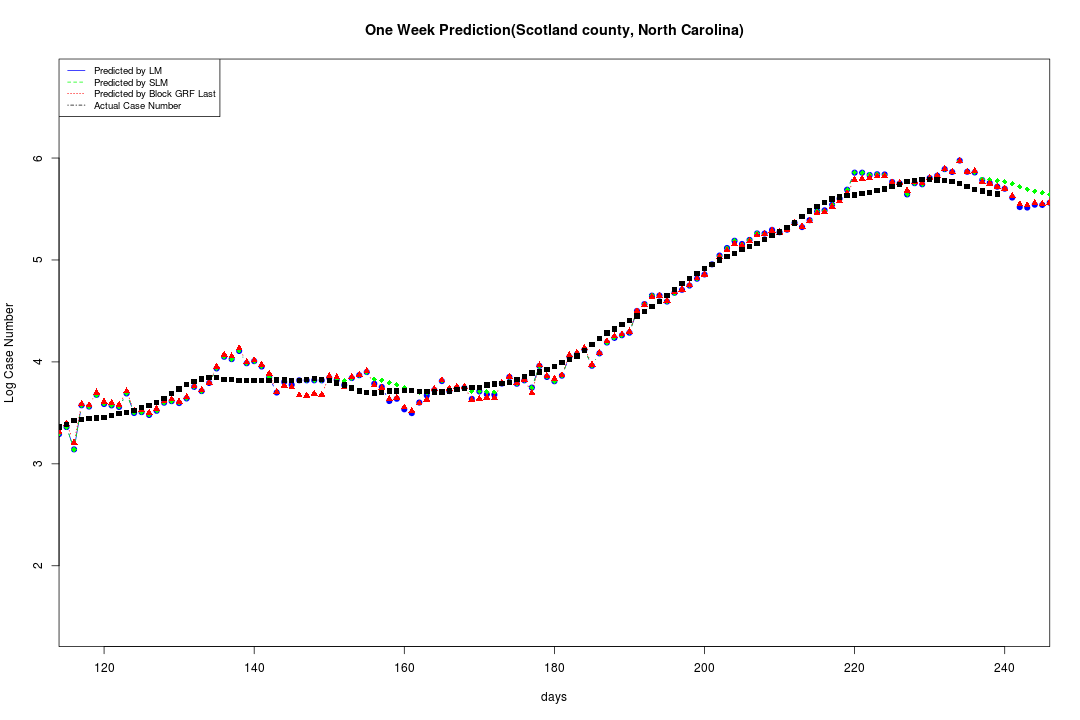 One Week Prediction(Scotland county, North Carolina)
Predicted by LM
Predicted by SLM
Predicted by Block GRF Last
Actual Case Number
Log Case Number
6
5
4
3
2
120 140 160 180 200 220 240
days